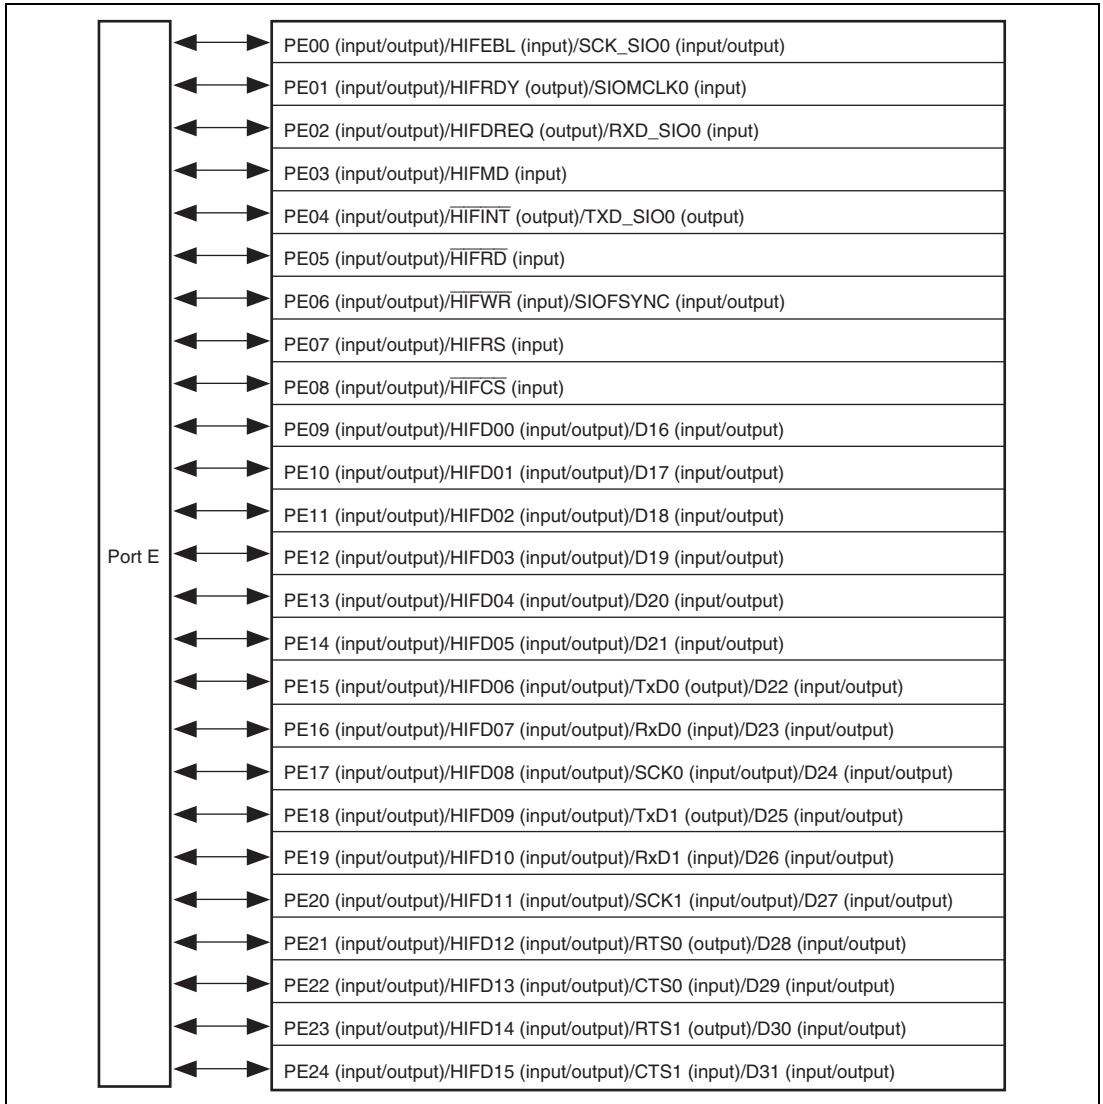 PE00 (input/output)/HIFEBL (input)/SCK_SIO0 (input/output)
PE01 (input/output)/HIFRDY (output)/SIOMCLK0 (input)
PE02 (input/output)/HIFDREQ (output)/RXD_SIO0 (input)
PE03 (input/output)/HIFMD (input)
PE04 (input/output)/H̅I̅F̅I̅N̅T̅ (output)/TXD_SIO0 (output)
PE05 (input/output)/H̅I̅F̅R̅D̅ (input)
PE06 (input/output)/H̅I̅F̅W̅R̅ (input)/SIOFSYNC (input/output)
PE07 (input/output)/HIFRS (input)
PE08 (input/output)/H̅I̅F̅C̅S̅ (input)
PE09 (input/output)/HIFD00 (input/output)/D16 (input/output)
PE10 (input/output)/HIFD01 (input/output)/D17 (input/output)
PE11 (input/output)/HIFD02 (input/output)/D18 (input/output)
Port E
PE12 (input/output)/HIFD03 (input/output)/D19 (input/output)
PE13 (input/output)/HIFD04 (input/output)/D20 (input/output)
PE14 (input/output)/HIFD05 (input/output)/D21 (input/output)
PE15 (input/output)/HIFD06 (input/output)/TxD0 (output)/D22 (input/output)
PE16 (input/output)/HIFD07 (input/output)/RxD0 (input)/D23 (input/output)
PE17 (input/output)/HIFD08 (input/output)/SCK0 (input/output)/D24 (input/output)
PE18 (input/output)/HIFD09 (input/output)/TxD1 (output)/D25 (input/output)
PE19 (input/output)/HIFD10 (input/output)/RxD1 (input)/D26 (input/output)
PE20 (input/output)/HIFD11 (input/output)/SCK1 (input/output)/D27 (input/output)
PE21 (input/output)/HIFD12 (input/output)/RTS0 (output)/D28 (input/output)
PE22 (input/output)/HIFD13 (input/output)/CTS0 (input)/D29 (input/output)
PE23 (input/output)/HIFD14 (input/output)/RTS1 (output)/D30 (input/output)
PE24 (input/output)/HIFD15 (input/output)/CTS1 (input)/D31 (input/output)